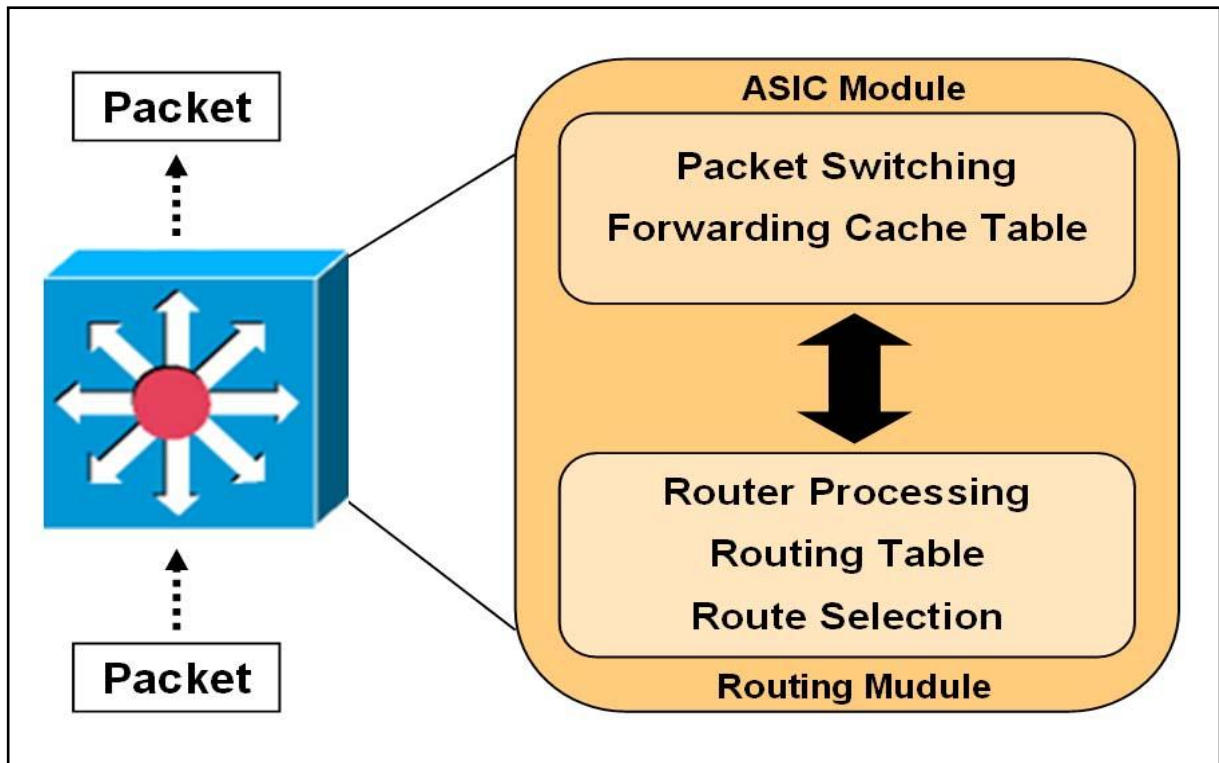 Packet
Packet
ASIC Module
Packet Switching
Forwarding Cache Table
Router Processing
Routing Table
Route Selection
Routing Mudule